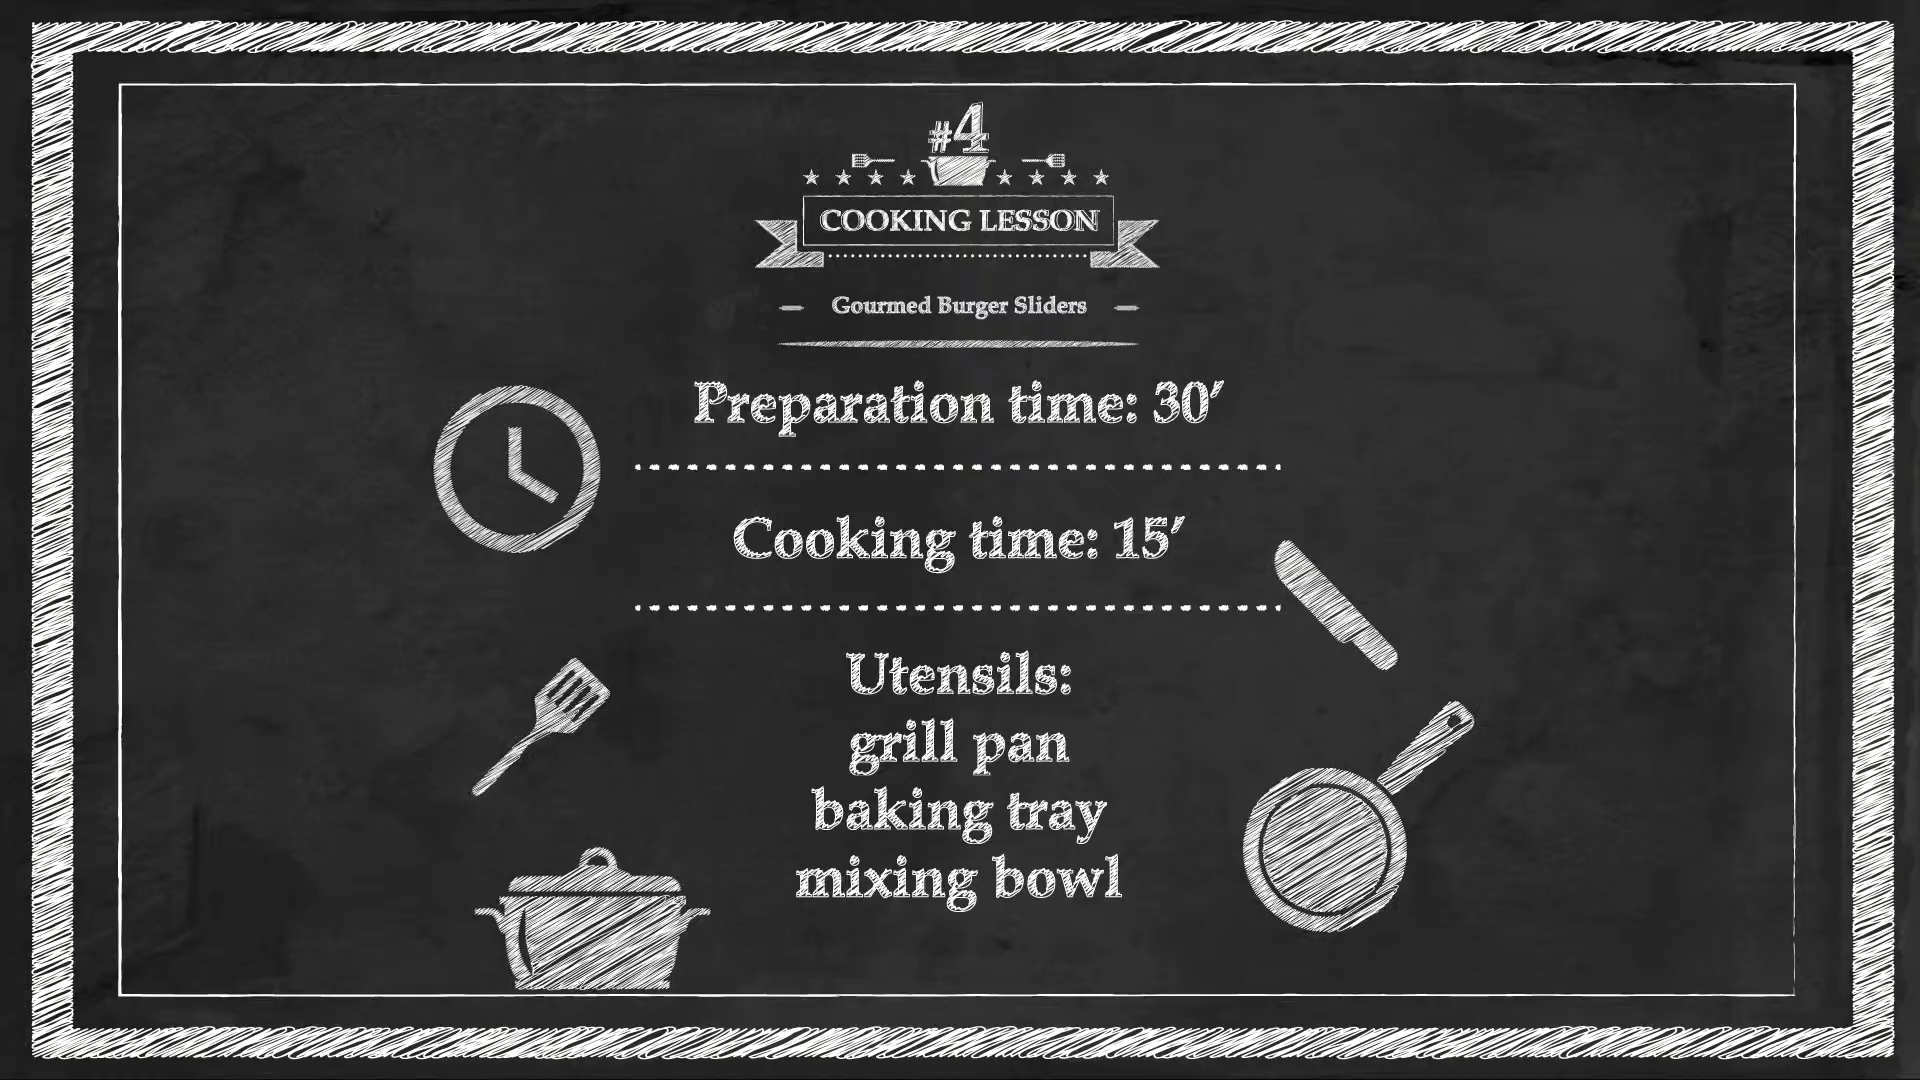 #4
COOKING LESSON
Gourmed Burger Sliders
Preparation time: 30′
Cooking time: 15′
Utensils:
grill pan
baking tray
mixing bowl